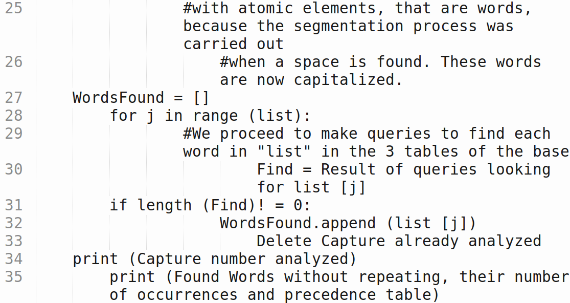 25 #with atomic elements, that are words,
because the segmentation process was
carried out
26 #when a space is found. These words
are now capitalized.
27 WordsFound = []
28 for j in range (list):
29 #We proceed to make queries to find each
word in "list" in the 3 tables of the base
30 Find = Result of queries looking
for list [j]
31 if length (Find)! = 0:
32 WordsFound.append (list [j])
33 Delete Capture already analyzed
34 print (Capture number analyzed)
35 print (Found Words without repeating, their number
of occurrences and precedence table)